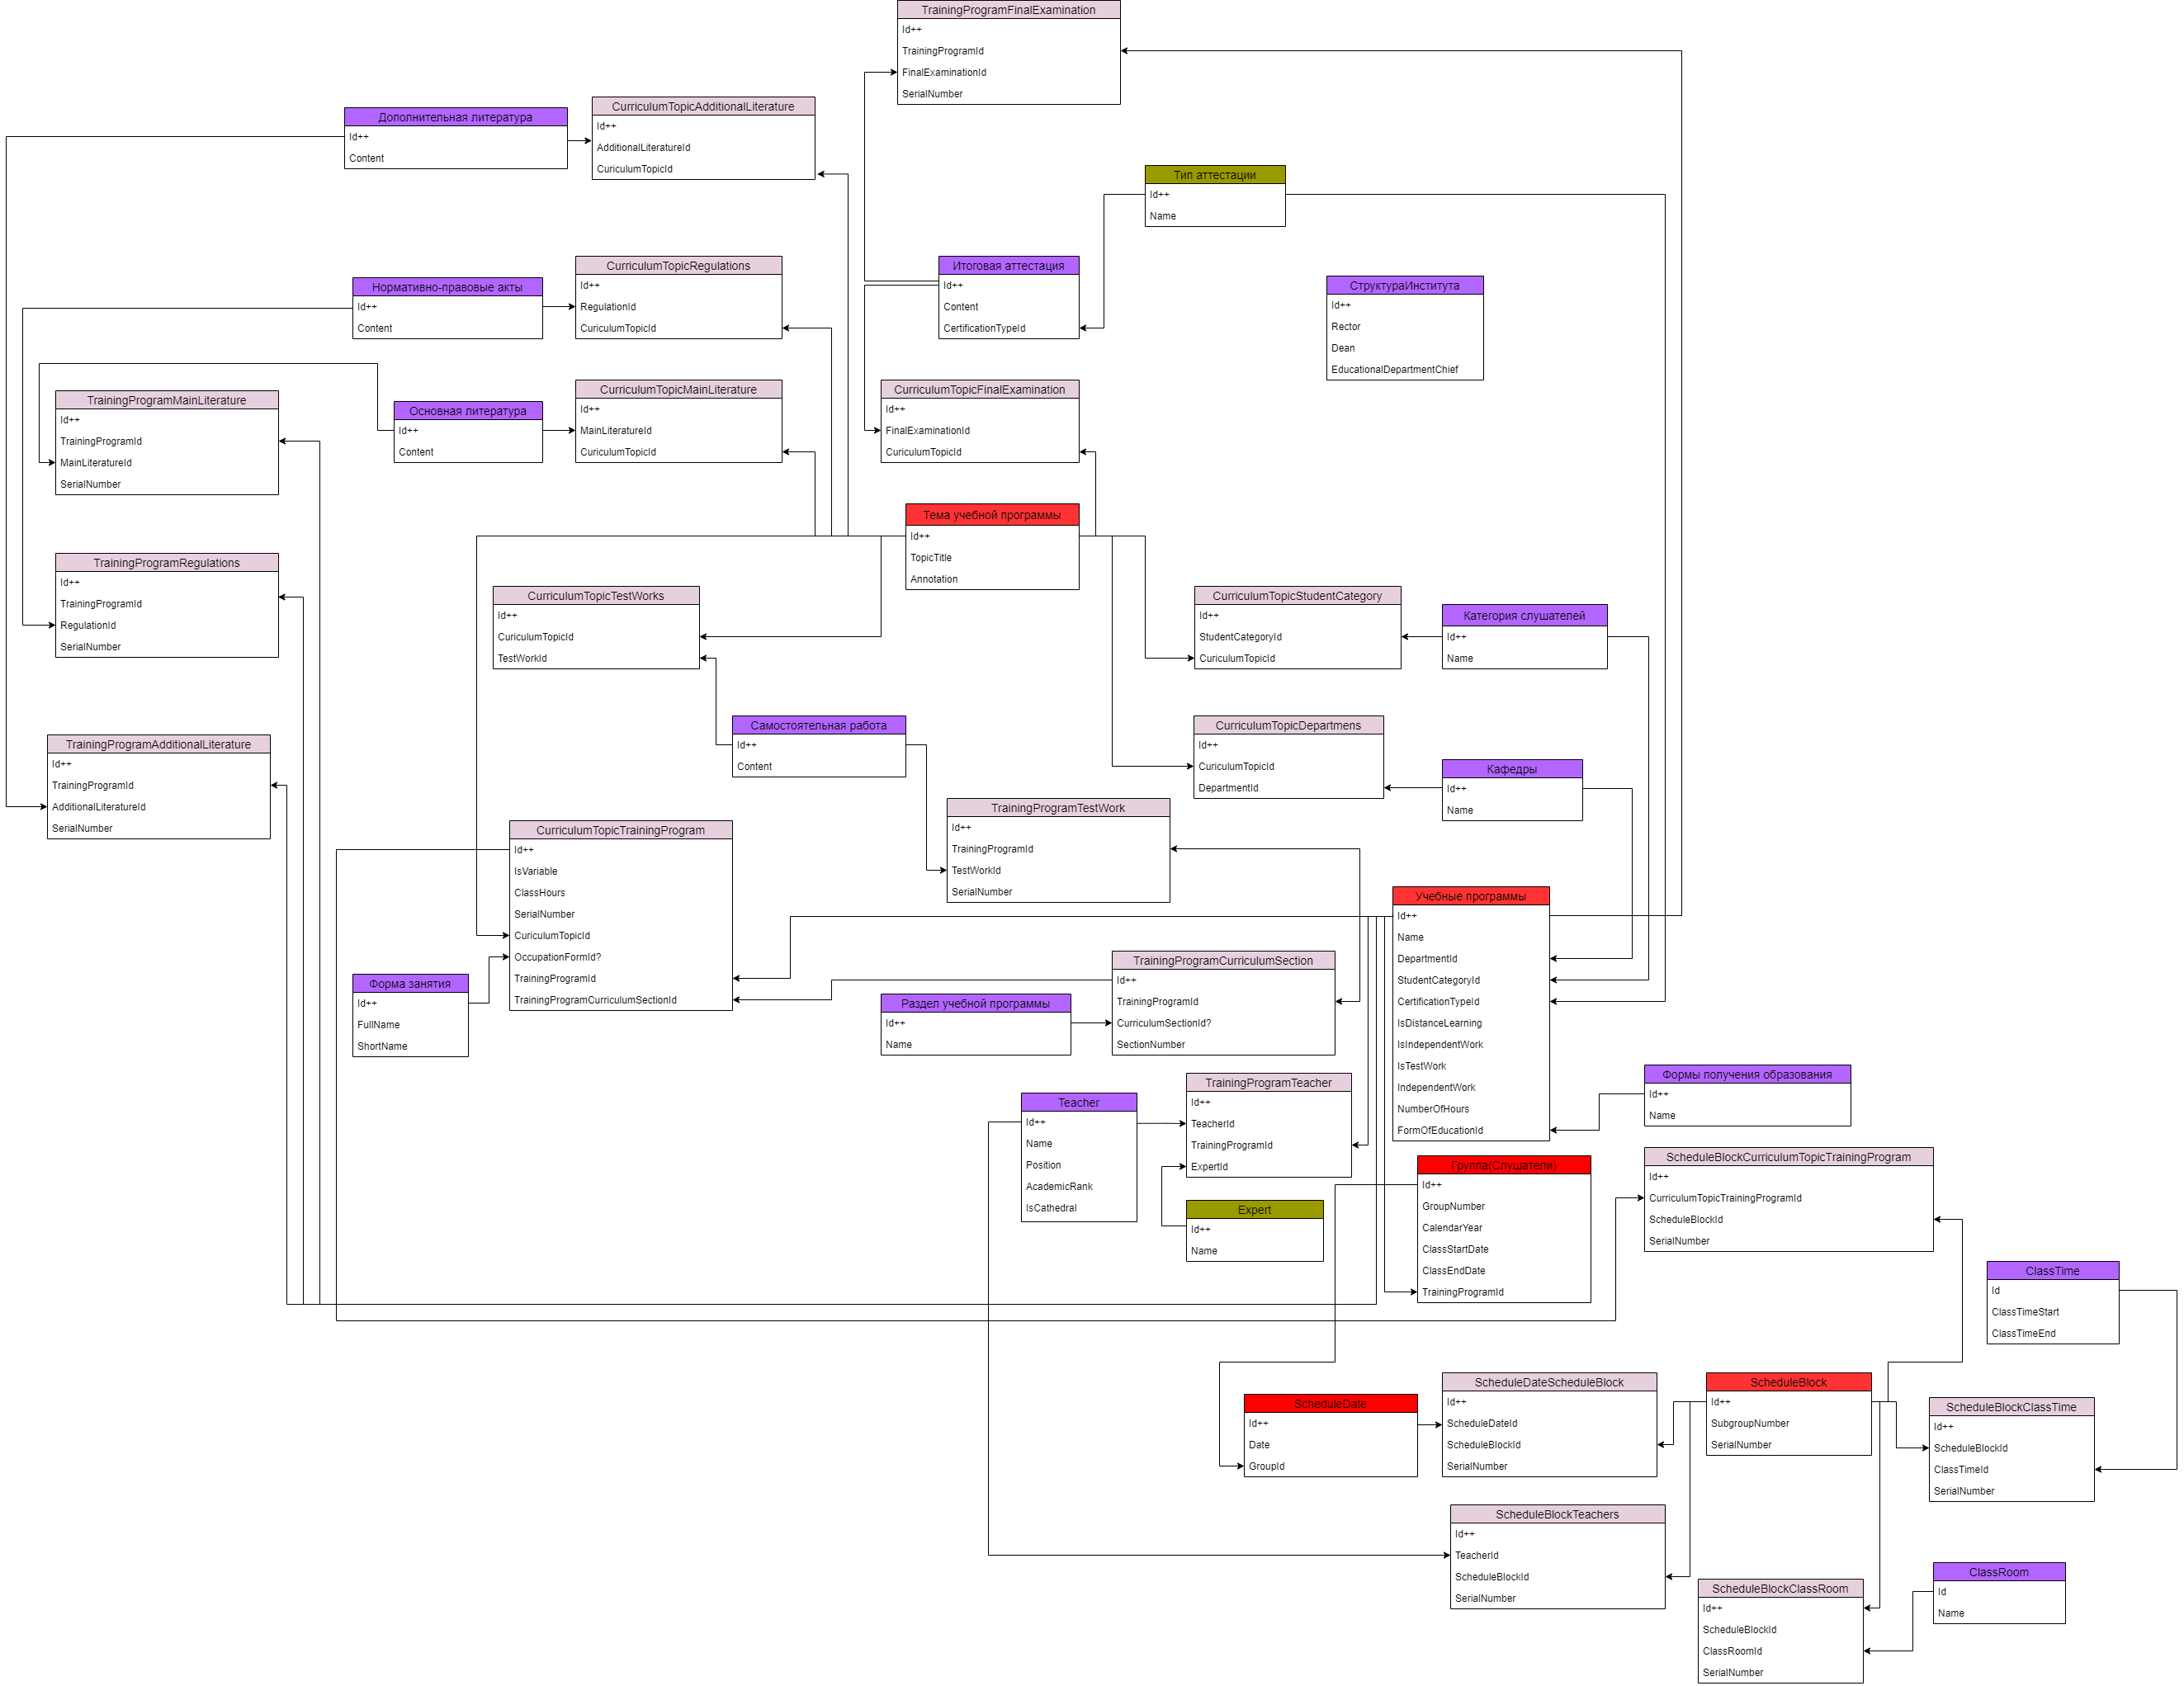 TrainingProgramFinalExamination
Id++
TrainingProgramId
FinalExaminationId
SerialNumber
Дополнительная литература
Id++
Content
CurriculumTopicAdditionalLiterature
Id++
AdditionalLiteratureId
CuriculumTopicId
Тип аттестации
Id++
Name
Нормативно-правовые акты
Id++
Content
CurriculumTopicRegulations
Id++
RegulationId
CuriculumTopicId
Итоговая аттестация
Id++
Content
CertificationTypeId
СтруктураИнститута
Id++
Rector
Dean
EducationalDepartmentChief
TrainingProgramMainLiterature
Id++
TrainingProgramId
MainLiteratureId
SerialNumber
Основная литература
Id++
Content
CurriculumTopicMainLiterature
Id++
MainLiteratureId
CuriculumTopicId
CurriculumTopicFinalExamination
Id++
FinalExaminationId
CuriculumTopicId
Тема учебной программы
Id++
TopicTitle
Annotation
TrainingProgramRegulations
Id++
TrainingProgramId
RegulationId
SerialNumber
CurriculumTopicTestWorks
Id++
CuriculumTopicId
TestWorkId
CurriculumTopicStudentCategory
Id++
StudentCategoryId
CuriculumTopicId
Категория слушателей
Id++
Name
Самостоятельная работа
Id++
Content
CurriculumTopicDepartmens
Id++
CuriculumTopicId
DepartmentId
Кафедры
Id++
Name
TrainingProgramAdditionalLiterature
Id++
TrainingProgramId
AdditionalLiteratureId
SerialNumber
CurriculumTopicTrainingProgram
Id++
IsVariable
ClassHours
SerialNumber
CuriculumTopicId
OccupationFormId?
TrainingProgramId
TrainingProgramCurriculumSectionId
TrainingProgramTestWork
Id++
TrainingProgramId
TestWorkId
SerialNumber
Учебные программы
Id++
Name
DepartmentId
StudentCategoryId
CertificationTypeId
IsDistanceLearning
IsIndependentWork
IsTestWork
IndependentWork
NumberOfHours
FormOfEducationId
Форма занятия
Id++
FullName
ShortName
Раздел учебной программы
Id++
Name
TrainingProgramCurriculumSection
Id++
TrainingProgramId
CurriculumSectionId?
SectionNumber
Teacher
Id++
Name
Position
AcademicRank
IsCathedral
TrainingProgramTeacher
Id++
TeacherId
TrainingProgramId
ExpertId
Формы получения образования
Id++
Name
Expert
Id++
Name
Группа(Слушатели)
Id++
GroupNumber
CalendarYear
ClassStartDate
ClassEndDate
TrainingProgramId
ScheduleBlockCurriculumTopicTrainingProgram
Id++
CurriculumTopicTrainingProgramId
ScheduleBlockId
SerialNumber
ClassTime
Id
ClassTimeStart
ClassTimeEnd
ScheduleDate
Id++
Date
GroupId
ScheduleDateScheduleBlock
Id++
ScheduleDateId
ScheduleBlockId
SerialNumber
ScheduleBlock
Id++
SubgroupNumber
SerialNumber
ScheduleBlockClassTime
Id++
ScheduleBlockId
ClassTimeId
SerialNumber
ScheduleBlockTeachers
Id++
TeacherId
ScheduleBlockId
SerialNumber
ScheduleBlockClassRoom
Id++
ScheduleBlockId
ClassRoomId
SerialNumber
ClassRoom
Id
Name